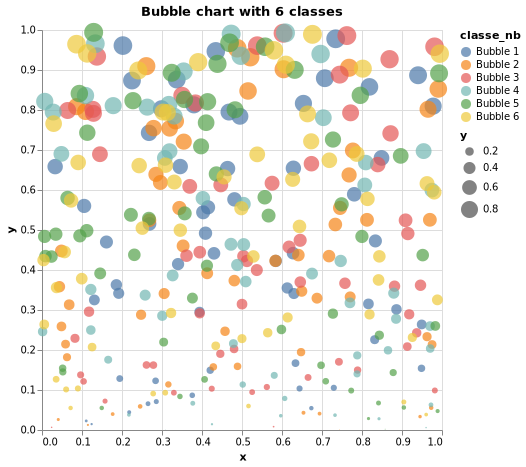 Bubble chart with 6 classes
1.0
0.9
0.8
0.7
0.6
0.5
0.4
0.3
0.2
0.1
0.0
y
0.0 0.1 0.2 0.3 0.4 0.5 0.6 0.7 0.8 0.9 1.0
x
classe_nb
Bubble 1
Bubble 2
Bubble 3
Bubble 4
Bubble 5
Bubble 6
y
0.2
0.4
0.6
0.8